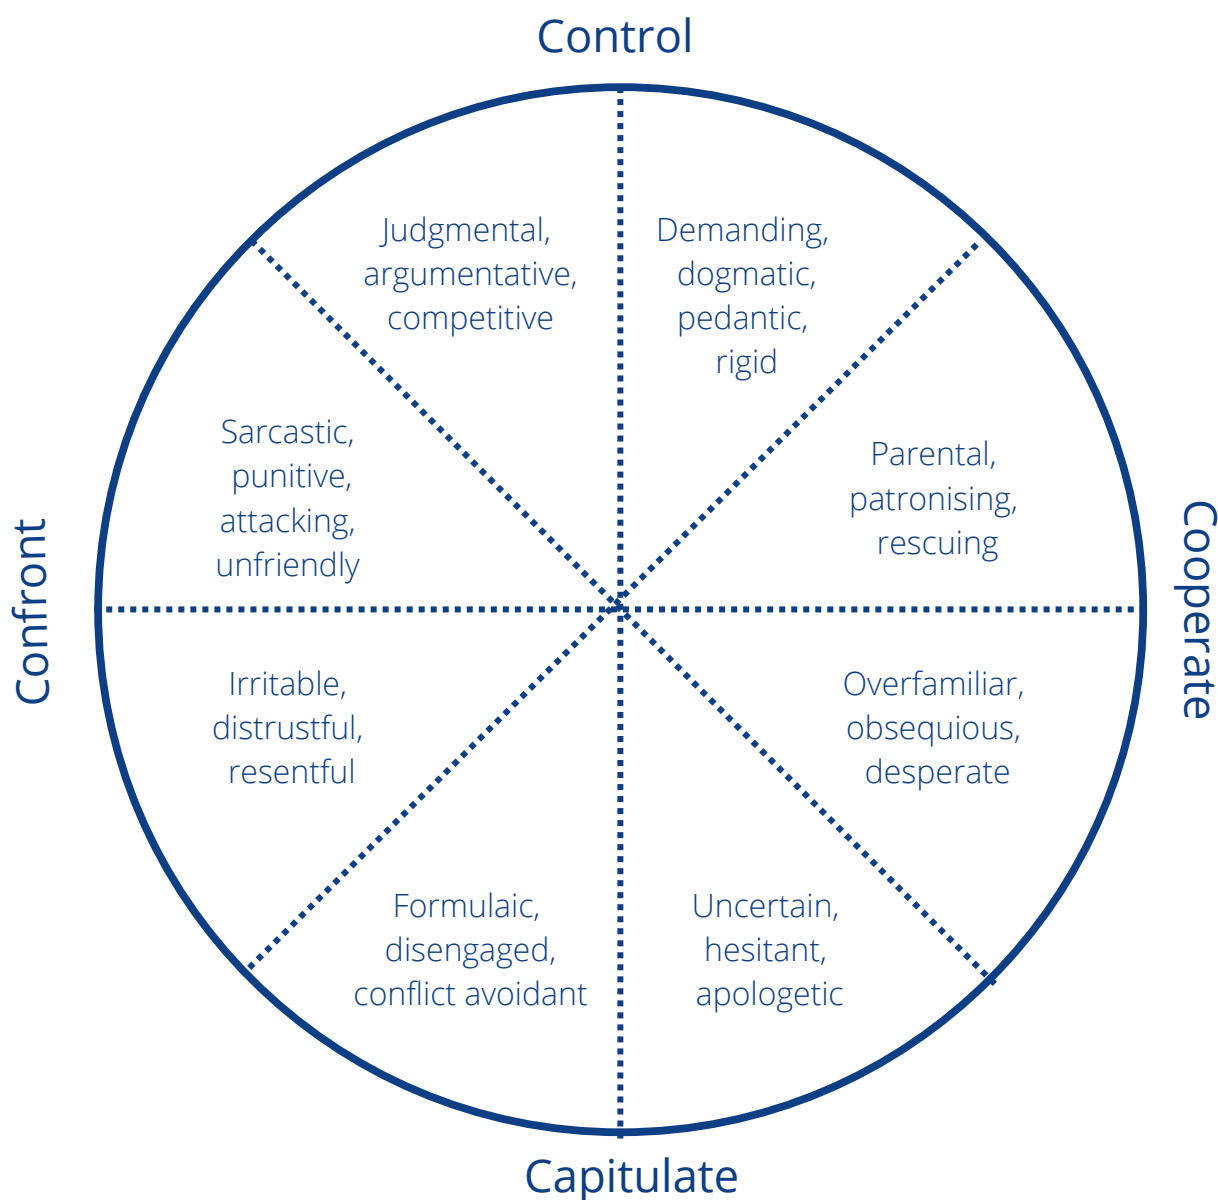 Control
Judgmental,
argumentative,
competitive
Demanding,
dogmatic,
pedantic,
rigid
Sarcastic,
punitive,
attacking,
unfriendly
Parental,
patronising,
rescuing
Confront
Cooperate
Irritable,
distrustful,
resentful
Overfamiliar,
obsequious,
desperate
Formulaic,
disengaged,
conflict avoidant
Uncertain,
hesitant,
apologetic
Capitulate